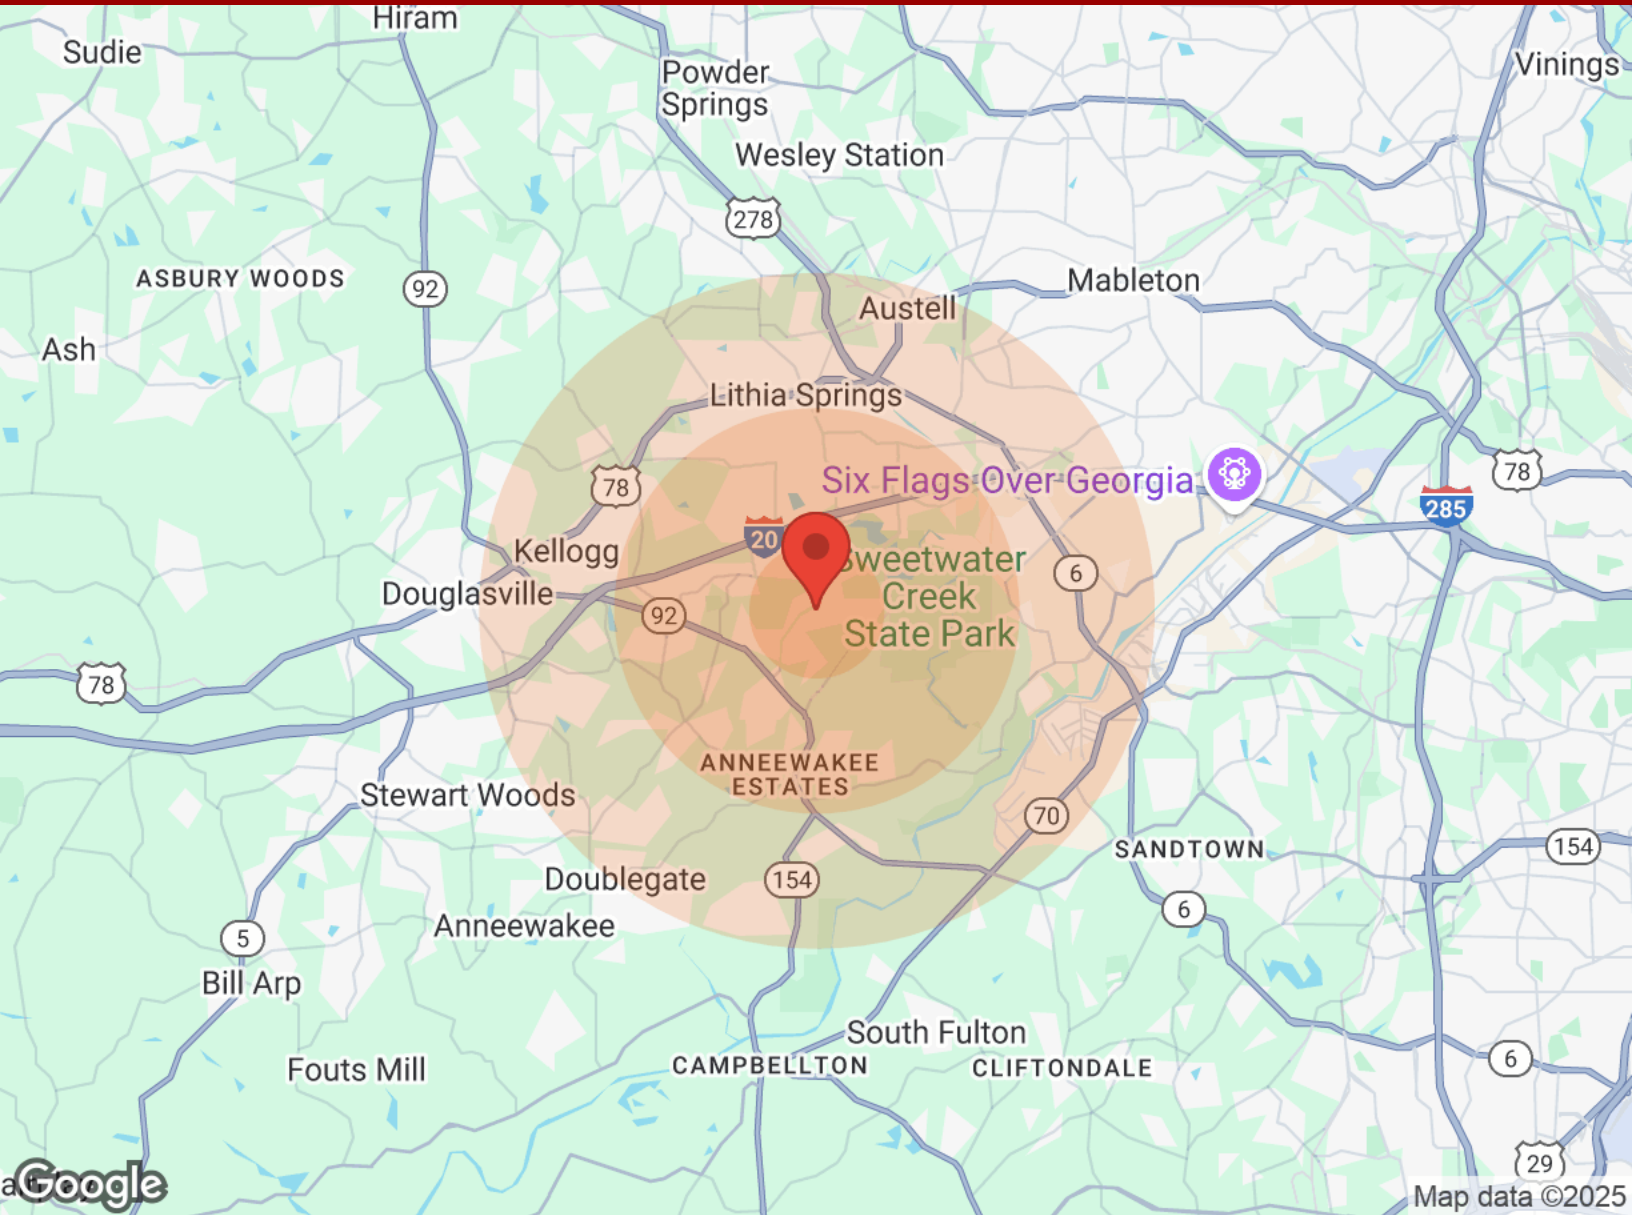 Hiram
Sudie
Vinings
Powder
Springs
Wesley Station
278
ASBURY WOODS
Mableton
92
Austell
Ash
Lithia Springs
78
Six Flags Over Georgia
78
285
20
Kellogg
Sweetwater
Creek
State Park
6
Douglasville
92
78
ANNEEWAKEE
ESTATES
Stewart Woods
70
SANDTOWN
154
Doublegate
154
6
Anneewakee
5
Bill Arp
South Fulton
Fouts Mill
CAMPBELLTON
CLIFTONDALE
6
29
Google
Map data ©2025